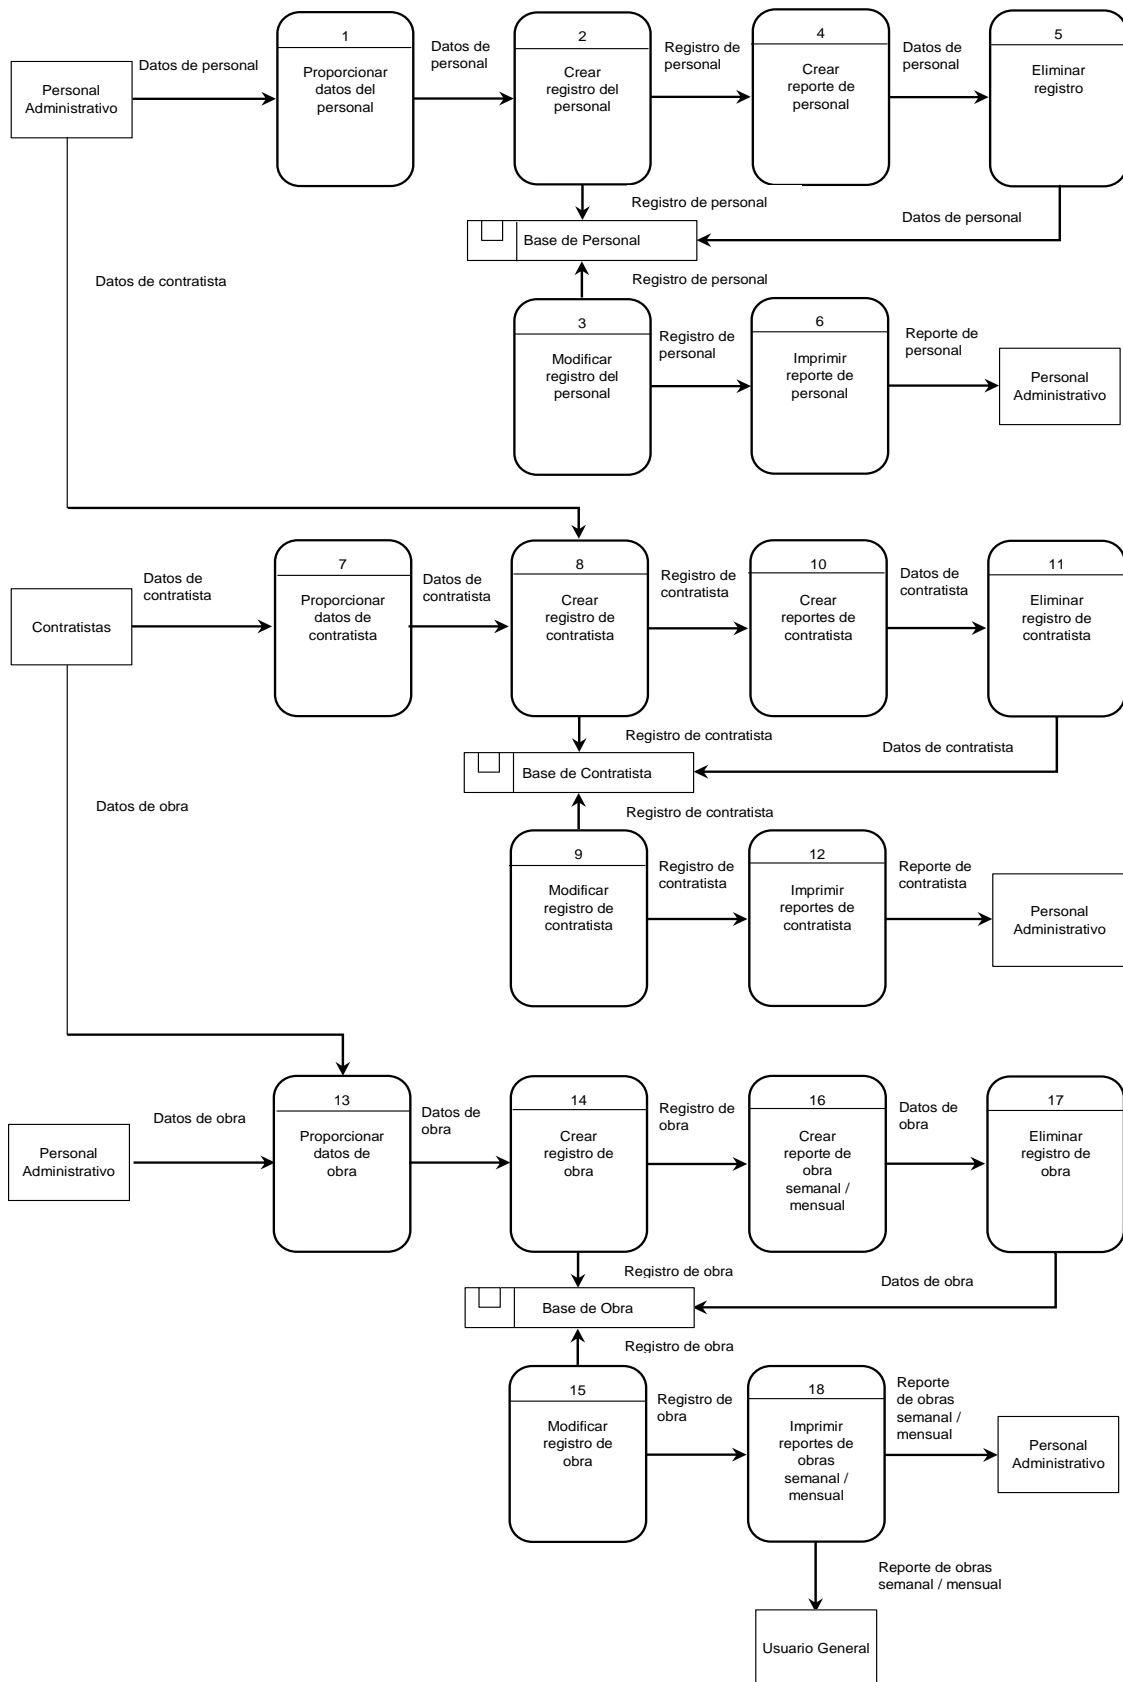 1
2
4
5
Datos de personal
Datos de
personal
Registro de
personal
Datos de
personal
Personal
Administrativo
Proporcionar
datos del
personal
Crear
registro del
personal
Crear
reporte de
personal
Eliminar
registro
Registro de personal
Datos de personal
Base de Personal
Datos de contratista
Registro de personal
3
6
Registro de
personal
Reporte de
personal
Modificar
registro del
personal
Imprimir
reporte de
personal
Personal
Administrativo
7
8
10
11
Datos de
contratista
Datos de
contratista
Registro de
contratista
Datos de
contratista
Contratistas
Proporcionar
datos de
contratista
Crear
registro de
contratista
Crear
reportes de
contratista
Eliminar
registro de
contratista
Registro de contratista
Datos de contratista
Base de Contratista
Datos de obra
Registro de contratista
9
12
Registro de
contratista
Reporte de
contratista
Modificar
registro de
contratista
Imprimir
reportes de
contratista
Personal
Administrativo
13
14
16
17
Datos de obra
Datos de
obra
Registro de
obra
Datos de
obra
Personal
Administrativo
Proporcionar
datos de
obra
Crear
registro de
obra
Crear
reporte de
obra
semanal /
mensual
Eliminar
registro de
obra
Registro de obra
Datos de obra
Base de Obra
Registro de obra
15
18
Registro de
obra
Reporte
de obras
semanal /
mensual
Modificar
registro de
obra
Imprimir
reportes de
obras
semanal /
mensual
Personal
Administrativo
Reporte de obras
semanal / mensual
Usuario General